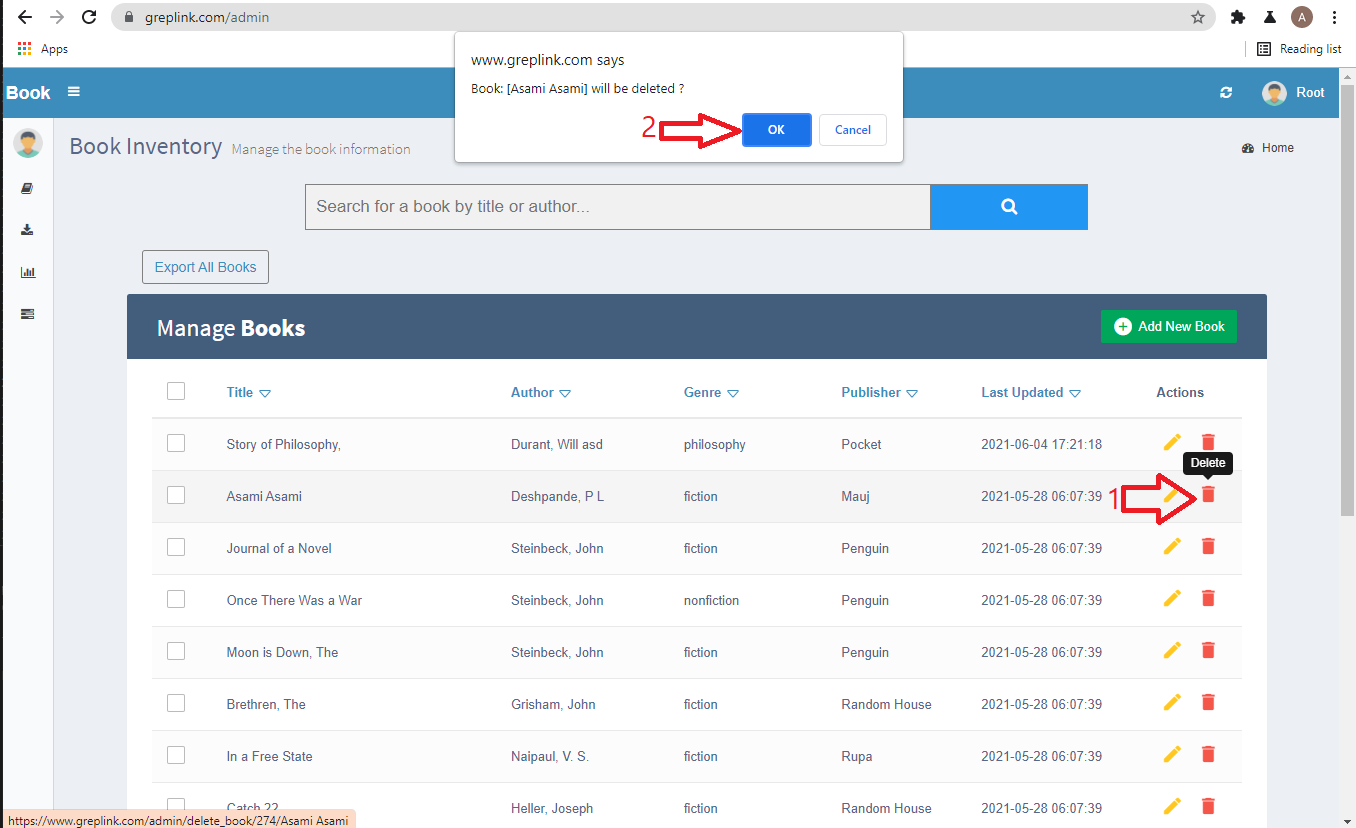 greplink.com/admin
A
Apps
Reading list
www.greplink.com says
Book: [Asami Asami] will be deleted ?
2
OK
Cancel
Book
Root
Book Inventory Manage the book information
Home
Search for a book by title or author...
Export All Books
Manage Books
Add New Book
Title Author Genre Publisher Last Updated Actions
Story of Philosophy, Durant, Will asd philosophy Pocket 2021-06-04 17:21:18
Delete
Asami Asami Deshpande, P L fiction Mauj 2021-05-28 06:07:39 1
Journal of a Novel Steinbeck, John fiction Penguin 2021-05-28 06:07:39
Once There Was a War Steinbeck, John nonfiction Penguin 2021-05-28 06:07:39
Moon is Down, The Steinbeck, John fiction Penguin 2021-05-28 06:07:39
Brethren, The Grisham, John fiction Random House 2021-05-28 06:07:39
In a Free State Naipaul, V. S. fiction Rupa 2021-05-28 06:07:39
Catch 22 Heller, Joseph fiction Random House 2021-05-28 06:07:39
https://www.greplink.com/admin/delete_book/274/Asami Asami